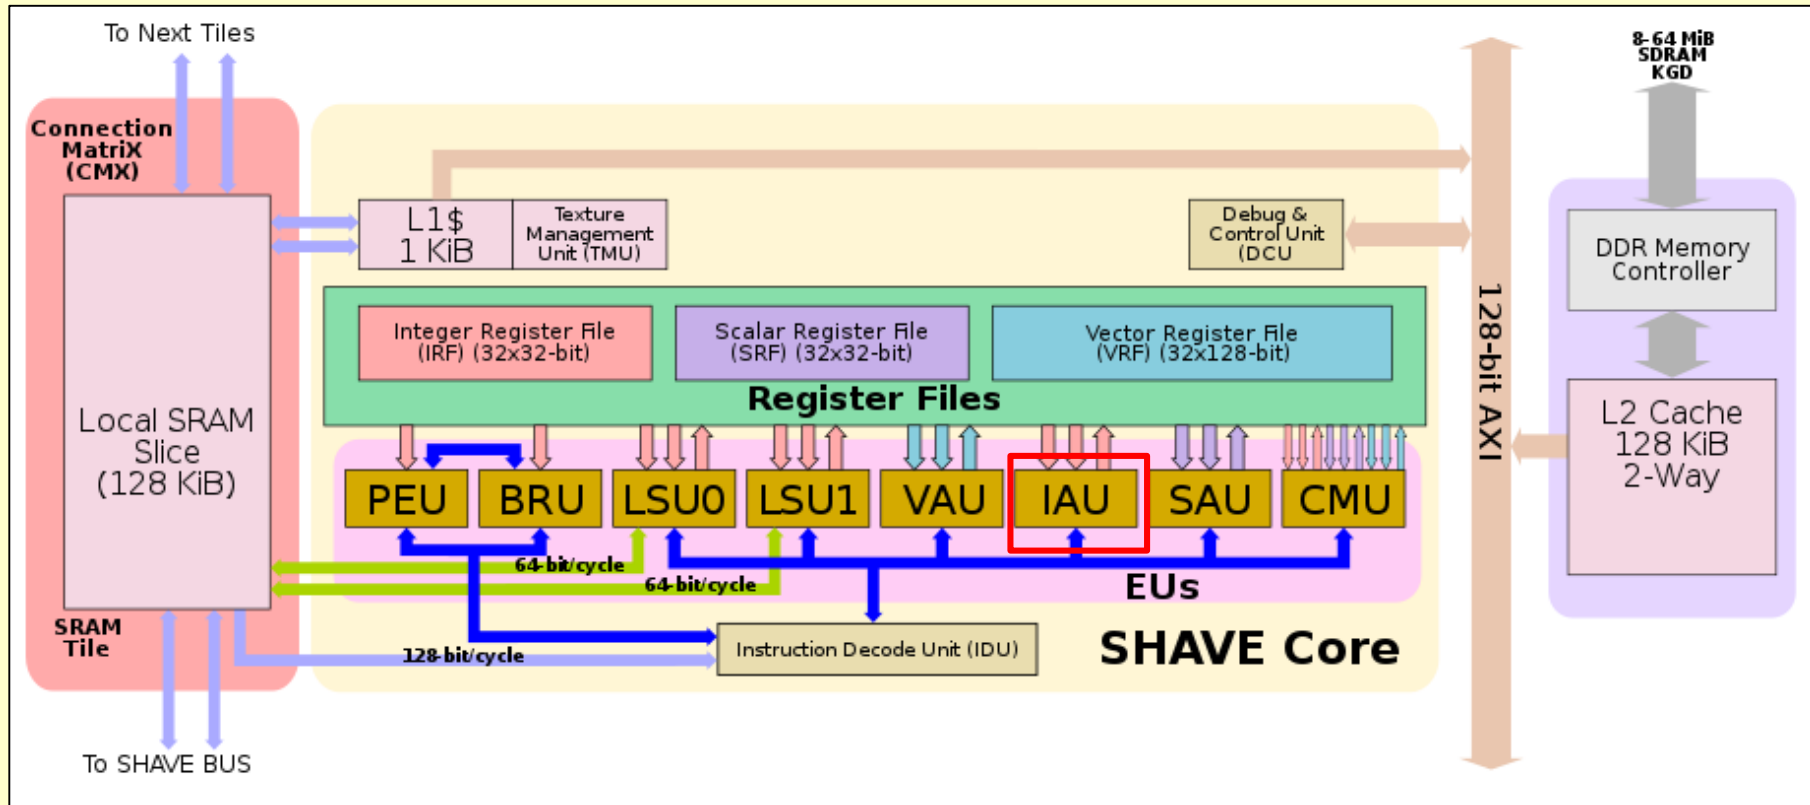 To Next Tiles
8-64 MiB
SDRAM
KGD
Connection
MatriX
(CMX)
L1$
1 KiB
Texture
Management
Unit (TMU)
Debug &
Control Unit
(DCU
DDR Memory
Controller
128-bit AXI
Integer Register File
(IRF) (32x32-bit)
Scalar Register File
(SRF) (32x32-bit)
Vector Register File
(VRF) (32x128-bit)
Register Files
Local SRAM
Slice
(128 KiB)
L2 Cache
128 KiB
2-Way
PEU
BRU
LSU0
LSU1
VAU
IAU
SAU
CMU
64-bit/cycle
64-bit/cycle
EUs
SRAM
Tile
128-bit/cycle
Instruction Decode Unit (IDU)
SHAVE Core
To SHAVE BUS